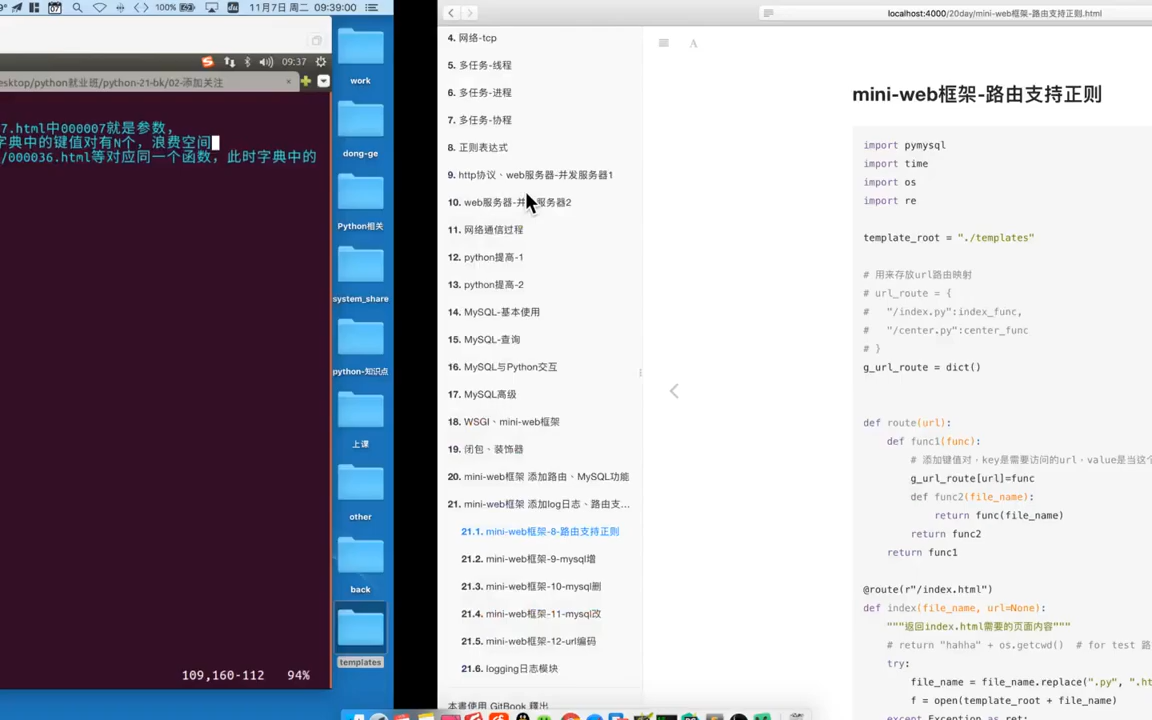 100%
11月7日 周二 09:39:00
09:37
esktop/python就业班/python-21-bk/02-添加关注
7.html中000007就是参数,
字典中的键值对有N个, 浪费空间
/000036.html等对应同一个函数, 此时字典中的
109,160-112 94%
work
dong-ge
Python相关
system_share
python-知识点
上课
other
back
templates
localhost:4000/20day/mini-web框架-路由支持正则.html
4. 网络-tcp
5. 多任务-线程
6. 多任务-进程
7. 多任务-协程
8. 正则表达式
9. http协议、web服务器-并发服务器1
10. web服务器-并发服务器2
11. 网络通信过程
12. python提高-1
13. python提高-2
14. MySQL-基本使用
15. MySQL-查询
16. MySQL与Python交互
17. MySQL高级
18. WSGI、mini-web框架
19. 闭包、装饰器
20. mini-web框架 添加路由、MySQL功能
21. mini-web框架 添加log日志、路由支...
21.1. mini-web框架-8-路由支持正则
21.2. mini-web框架-9-mysql增
21.3. mini-web框架-10-mysql删
21.4. mini-web框架-11-mysql改
21.5. mini-web框架-12-url编码
21.6. logging日志模块
本書使用 GitBook 釋出
A
mini-web框架-路由支持正则
import pymysql
import time
import os
import re
template_root = "./templates"
# 用来存放url路由映射
# url_route = {
#   "/index.py":index_func,
#   "/center.py":center_func
# }
g_url_route = dict()
def route(url):
    def func1(func):
        # 添加键值对，key是需要访问的url，value是当这个
        g_url_route[url]=func
        def func2(file_name):
            return func(file_name)
        return func2
    return func1
@route(r"/index.html")
def index(file_name, url=None):
    """返回index.html需要的页面内容"""
    # return "hahha" + os.getcwd()  # for test 路
    try:
        file_name = file_name.replace(".py", ".ht
        f = open(template_root + file_name)
    except Exception as ret: